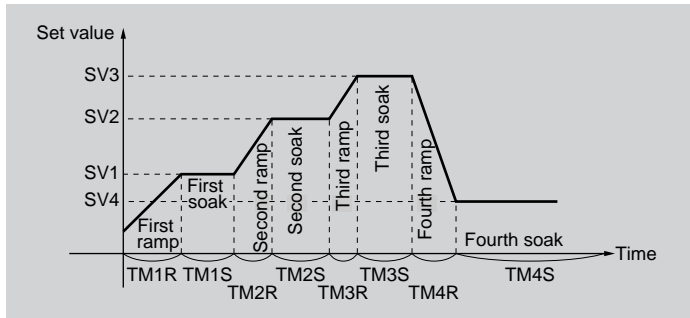 Set value
SV3
SV2
SV1
SV4
First
ramp
First
soak
Second ramp
Second soak
Third ramp
Third soak
Fourth ramp
Fourth soak
Time
TM1R TM1S TM2S TM3S TM4S
TM2R TM3R TM4R